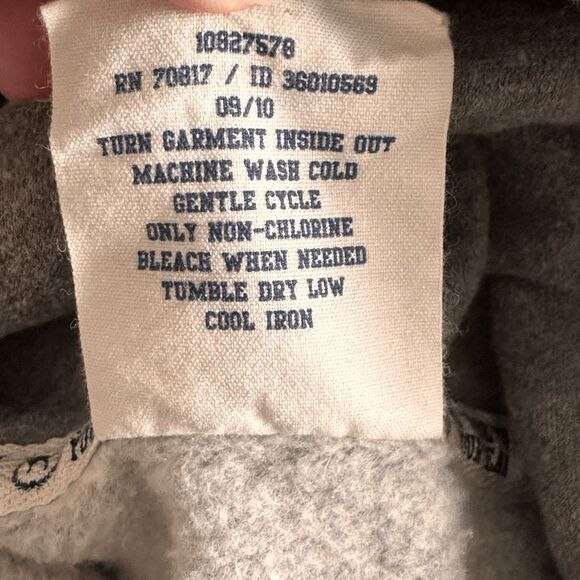 10827578
RN 70817 / ID 36010569
09/10
TURN GARMENT INSIDE OUT
MACHINE WASH COLD
GENTLE CYCLE
ONLY NON-CHLORINE
BLEACH WHEN NEEDED
TUMBLE DRY LOW
COOL IRON